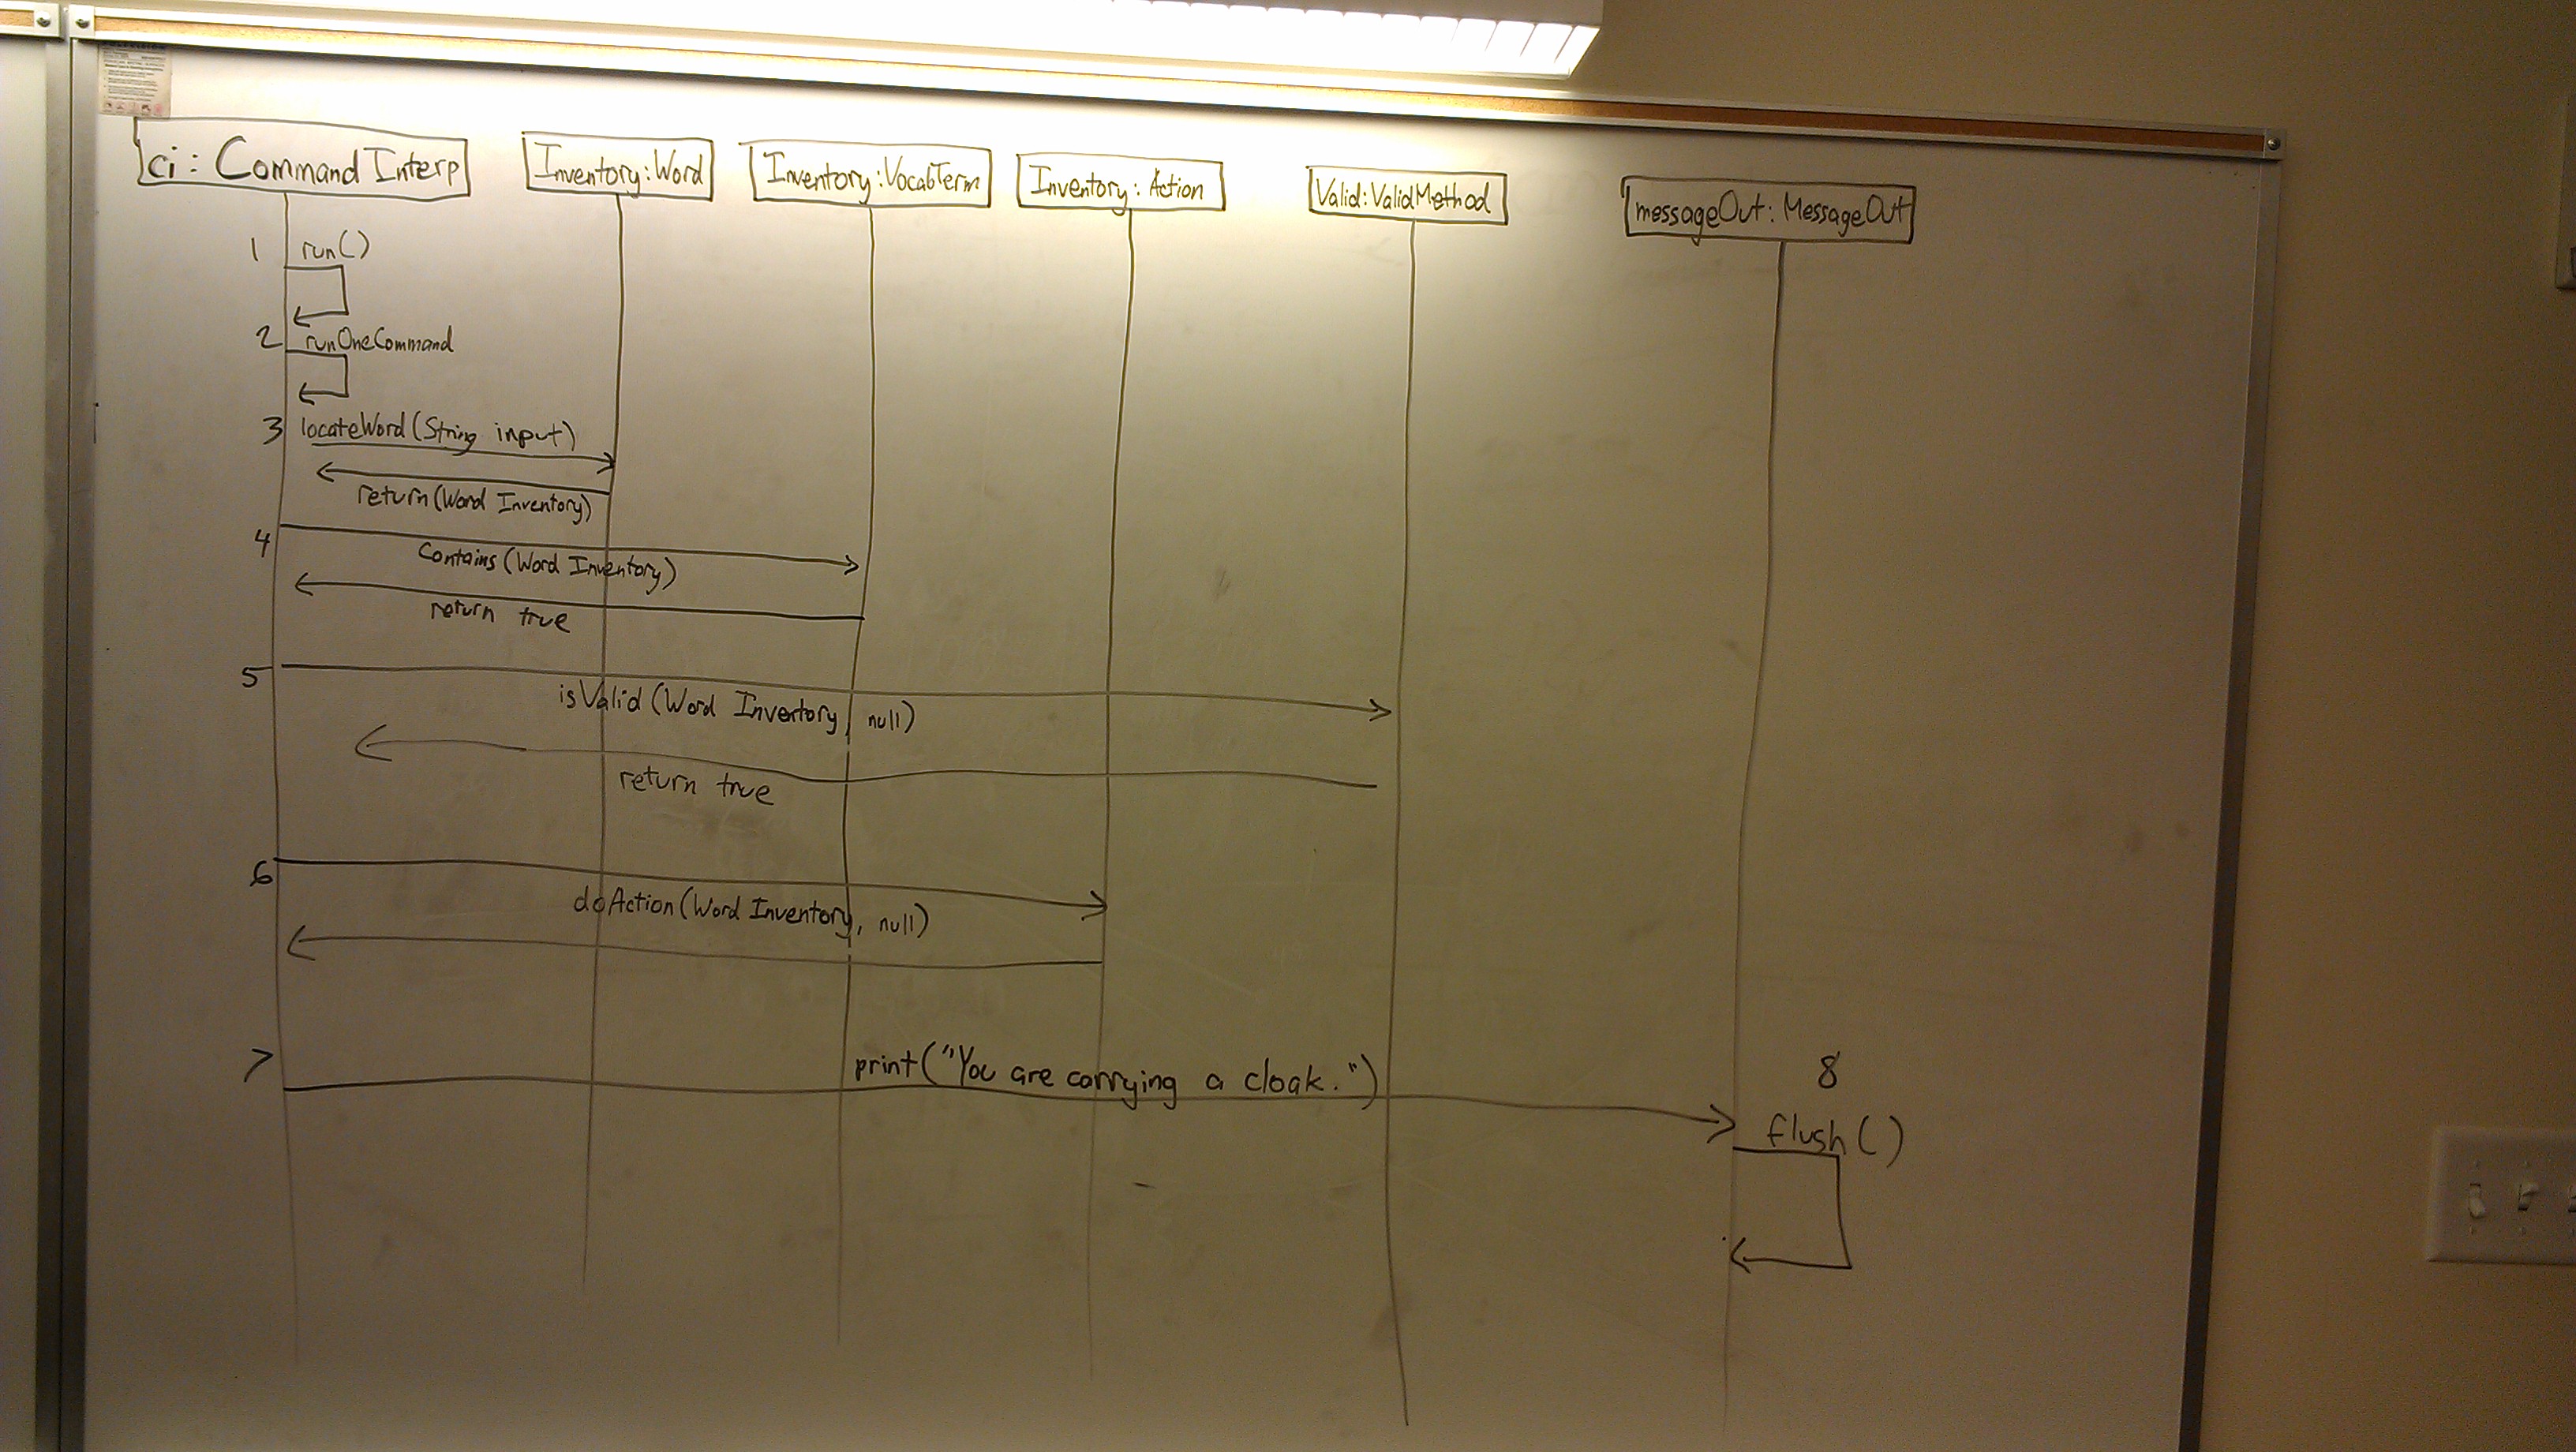 ci: CommandInterp
Inventory:Word
Inventory:VocabTerm
Inventory: Action
Valid:ValidMethod
messageOut: MessageOut
1 run()
2 runOneCommand
3 locateWord(String input)
return(Word Inventory)
4
Contains(Word Inventory)
return true
5
isValid(Word Inventory, null)
return true
6
doAction(Word Inventory, null)
7 print("You are carrying a cloak.")
8
flush()